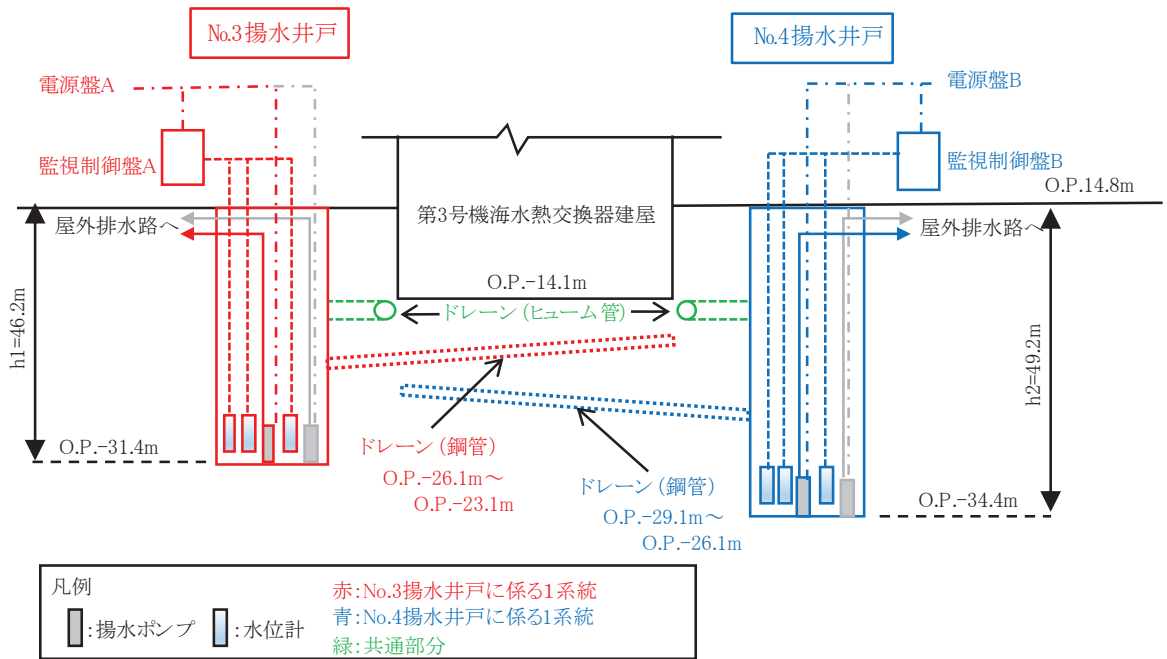 No.3揚水井戸
No.4揚水井戸
電源盤A
電源盤B
監視制御盤A
監視制御盤B
O.P.14.8m
第3号機海水熱交換器建屋
屋外排水路へ
屋外排水路へ
O.P.-14.1m
ドレーン(ヒューム管)
h1=46.2m
h2=49.2m
O.P.-31.4m
ドレーン(鋼管)
O.P.-26.1m～
O.P.-23.1m
ドレーン(鋼管)
O.P.-29.1m～
O.P.-26.1m
O.P.-34.4m
凡例
:揚水ポンプ
:水位計
赤:No.3揚水井戸に係る1系統
青:No.4揚水井戸に係る1系統
緑:共通部分